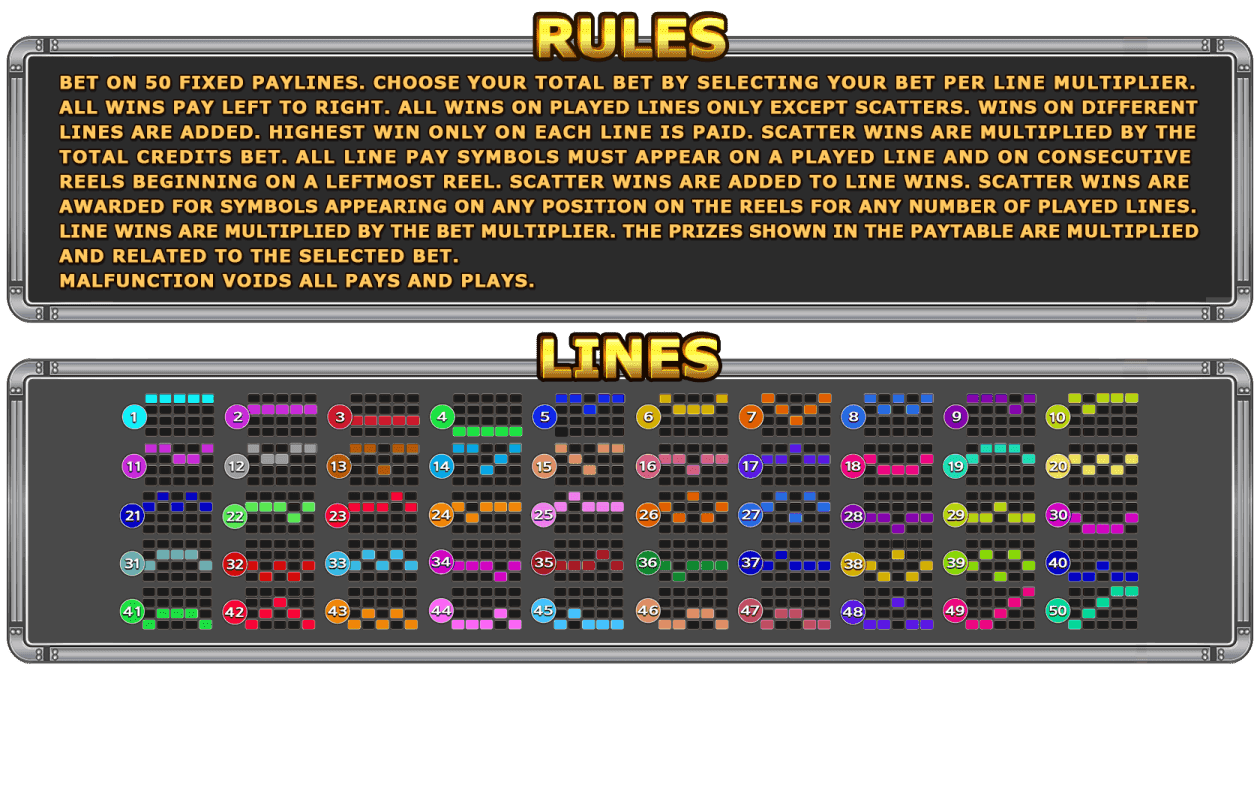 RULES
BET ON 50 FIXED PAYLINES. CHOOSE YOUR TOTAL BET BY SELECTING YOUR BET PER LINE MULTIPLIER.
ALL WINS PAY LEFT TO RIGHT. ALL WINS ON PLAYED LINES ONLY EXCEPT SCATTERS. WINS ON DIFFERENT
LINES ARE ADDED. HIGHEST WIN ONLY ON EACH LINE IS PAID. SCATTER WINS ARE MULTIPLIED BY THE
TOTAL CREDITS BET. ALL LINE PAY SYMBOLS MUST APPEAR ON A PLAYED LINE AND ON CONSECUTIVE
REELS BEGINNING ON A LEFTMOST REEL. SCATTER WINS ARE ADDED TO LINE WINS. SCATTER WINS ARE
AWARDED FOR SYMBOLS APPEARING ON ANY POSITION ON THE REELS FOR ANY NUMBER OF PLAYED LINES.
LINE WINS ARE MULTIPLIED BY THE BET MULTIPLIER. THE PRIZES SHOWN IN THE PAYTABLE ARE MULTIPLIED
AND RELATED TO THE SELECTED BET.
MALFUNCTION VOIDS ALL PAYS AND PLAYS.
LINES
1 2 3 4 5 6 7 8 9 10
11 12 13 14 15 16 17 18 19 20
21 22 23 24 25 26 27 28 29 30
31 32 33 34 35 36 37 38 39 40
41 42 43 44 45 46 47 48 49 50